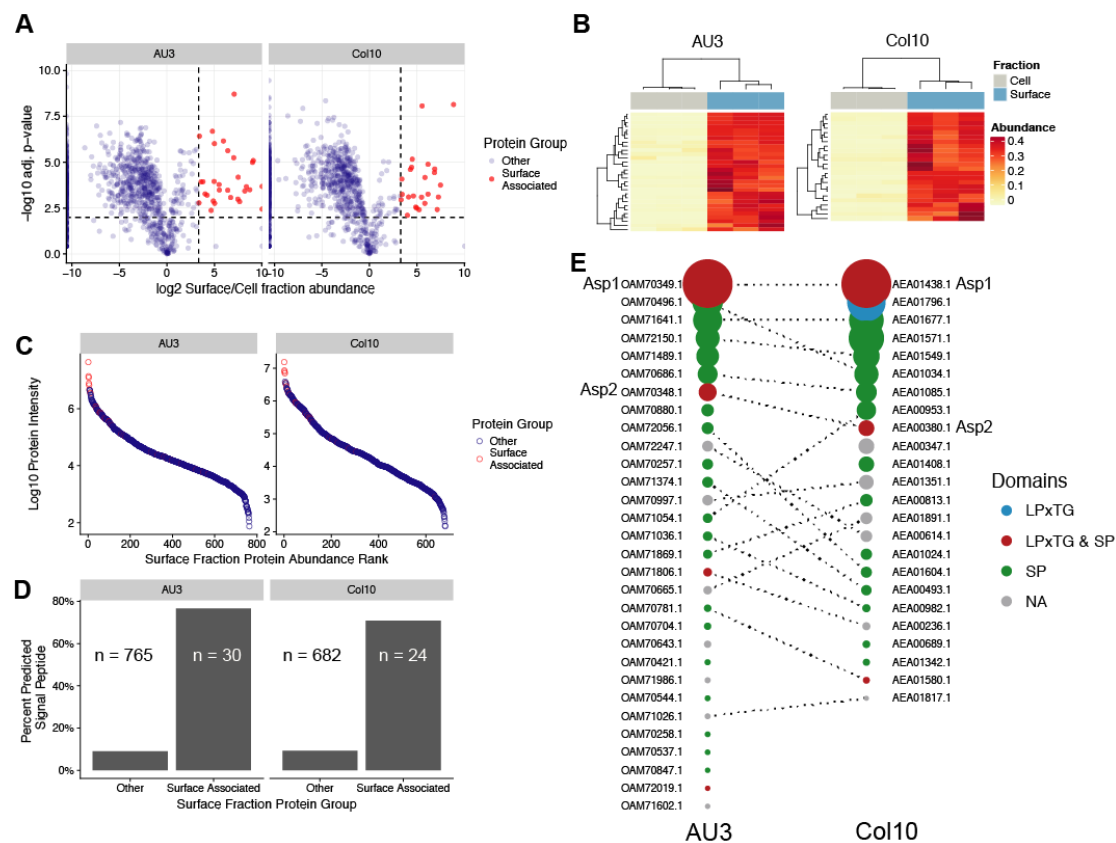 A
AU3
Col10
10.0
7.5
5.0
2.5
0.0
−log10 adj. p-value
−10
−5
0
5
10
−10
−5
0
5
10
log2 Surface/Cell fraction abundance
Protein Group
Other
Surface
Associated
B
AU3
Col10
Fraction
Cell
Surface
Abundance
0.4
0.3
0.2
0.1
0
C
AU3
Col10
Log10 Protein Intensity
6
4
2
7
6
5
4
3
2
0
200
400
600
800
0
200
400
600
Surface Fraction Protein Abundance Rank
Protein Group
Other
Surface
Associated
D
AU3
Col10
Percent Predicted
Signal Peptide
80%
60%
40%
20%
0%
n = 765
n = 30
n = 682
n = 24
Other
Surface Associated
Other
Surface Associated
Surface Fraction Protein Group
E
Asp1 OAM70349.1 AEA01438.1 Asp1
OAM70496.1 AEA01796.1
OAM71641.1 AEA01677.1
OAM72150.1 AEA01571.1
OAM71489.1 AEA01549.1
OAM70686.1 AEA01034.1
Asp2 OAM70348.1 AEA01085.1
OAM70880.1 AEA00953.1
OAM72056.1 AEA00380.1 Asp2
OAM72247.1 AEA00347.1
OAM70257.1 AEA01408.1
OAM71374.1 AEA01351.1
OAM70997.1 AEA00813.1
OAM71054.1 AEA01891.1
OAM71036.1 AEA00614.1
OAM71869.1 AEA01024.1
OAM71806.1 AEA01604.1
OAM70665.1 AEA00493.1
OAM70781.1 AEA00982.1
OAM70704.1 AEA00236.1
OAM70643.1 AEA00689.1
OAM70421.1 AEA01342.1
OAM71986.1 AEA01580.1
OAM70544.1 AEA01817.1
OAM71026.1
OAM70258.1
OAM70537.1
OAM70847.1
OAM72019.1
OAM71602.1
AU3
Col10
Domains
LPxTG
LPxTG & SP
SP
NA